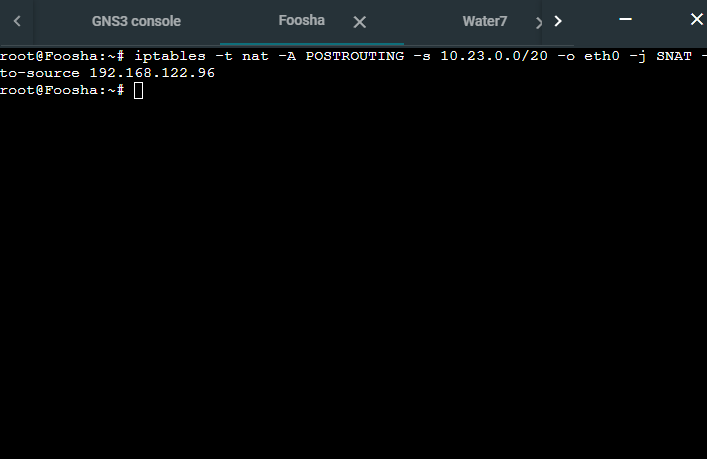 GNS3 console Foosha Water7
root@Foosha:~# iptables -t nat -A POSTROUTING -s 10.23.0.0/20 -o eth0 -j SNAT -
to-source 192.168.122.96
root@Foosha:~#